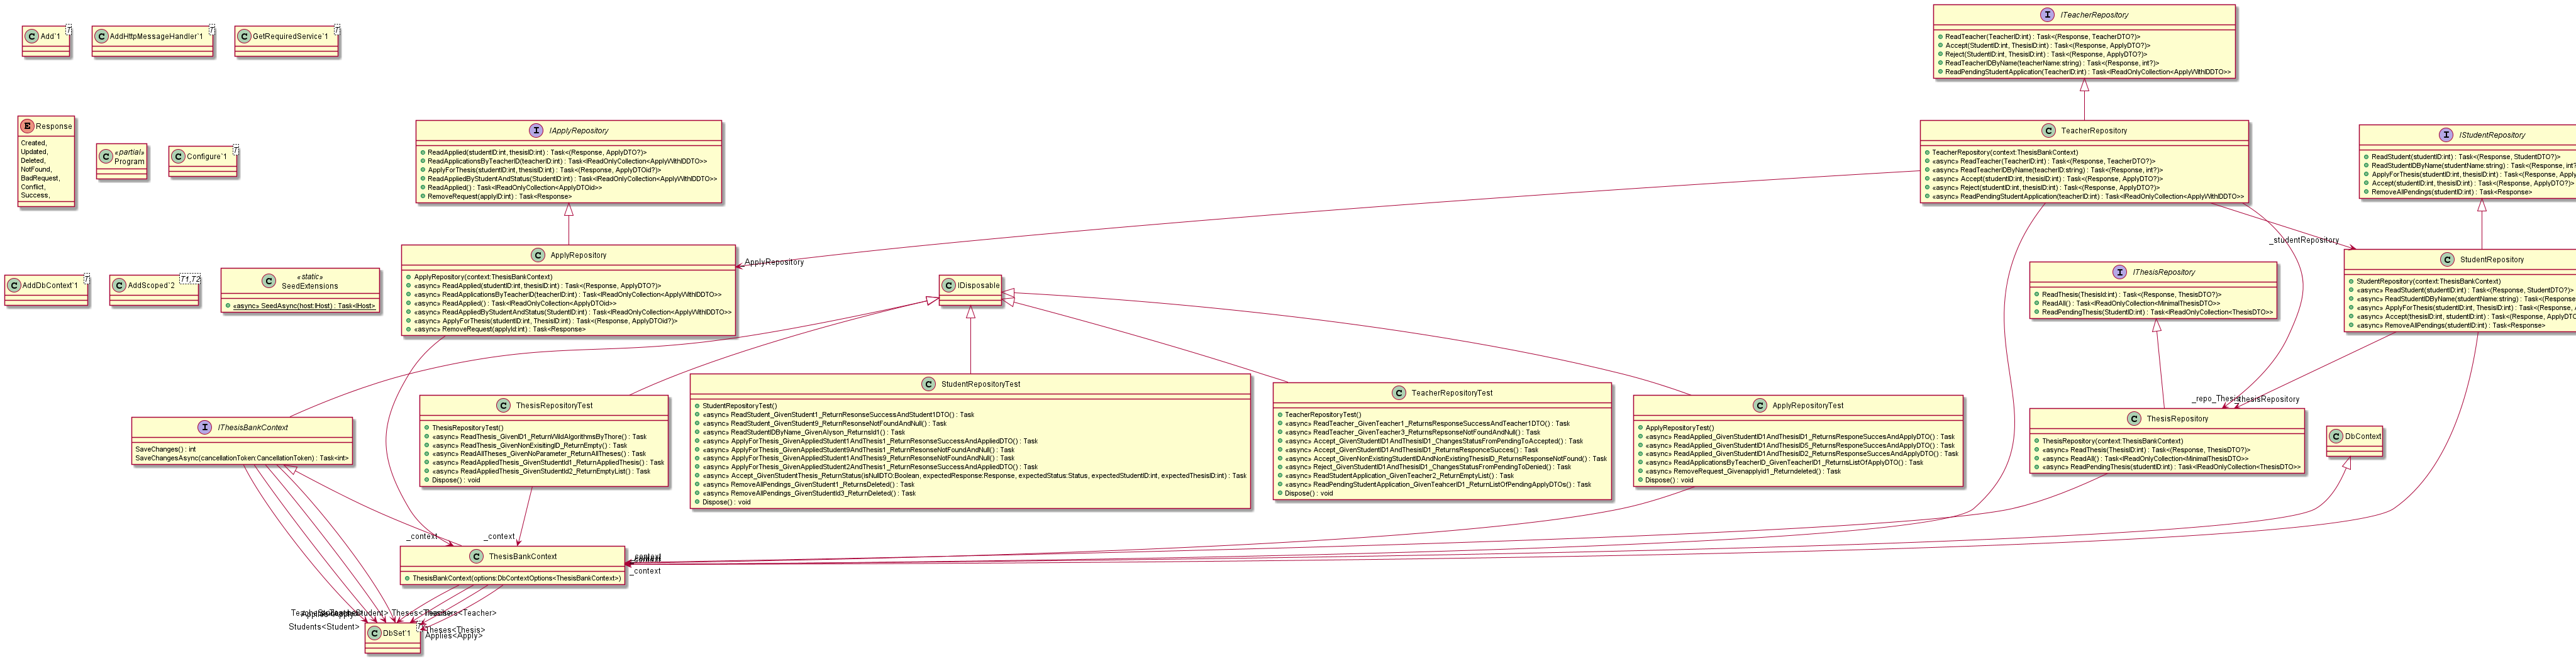 Add`1
T
AddHttpMessageHandler`1
T
GetRequiredService`1
T
Response
Created,
Updated,
Deleted,
NotFound,
BadRequest,
Conflict,
Success,
«partial»
Program
Configure`1
T
AddDbContext`1
T
AddScoped`2
T1,T2
«static»
SeedExtensions
«async» SeedAsync(host:IHost) : Task<IHost>
IApplyRepository
ReadApplied(studentID:int, thesisID:int) : Task<(Response, ApplyDTO?)>
ReadApplicationsByTeacherID(teacherID:int) : Task<IReadOnlyCollection<ApplyWithIDDTO>>
ApplyForThesis(studentID:int, thesisID:int) : Task<(Response, ApplyDTOid?)>
ReadAppliedByStudentAndStatus(StudentID:int) : Task<IReadOnlyCollection<ApplyWithIDDTO>>
ReadApplied() : Task<IReadOnlyCollection<ApplyDTOid>>
RemoveRequest(applyID:int) : Task<Response>
ApplyRepository
ApplyRepository(context:ThesisBankContext)
«async» ReadApplied(studentID:int, thesisID:int) : Task<(Response, ApplyDTO?)>
«async» ReadApplicationsByTeacherID(teacherID:int) : Task<IReadOnlyCollection<ApplyWithIDDTO>>
«async» ReadApplied() : Task<IReadOnlyCollection<ApplyDTOid>>
«async» ReadAppliedByStudentAndStatus(StudentID:int) : Task<IReadOnlyCollection<ApplyWithIDDTO>>
«async» ApplyForThesis(studentID:int, ThesisID:int) : Task<(Response, ApplyDTOid?)>
«async» RemoveRequest(applyId:int) : Task<Response>
ITeacherRepository
ReadTeacher(TeacherID:int) : Task<(Response, TeacherDTO?)>
Accept(StudentID:int, ThesisID:int) : Task<(Response, ApplyDTO?)>
Reject(StudentID:int, ThesisID:int) : Task<(Response, ApplyDTO?)>
ReadTeacherIDByName(teacherName:string) : Task<(Response, int?)>
ReadPendingStudentApplication(TeacherID:int) : Task<IReadOnlyCollection<ApplyWithIDDTO>>
TeacherRepository
TeacherRepository(context:ThesisBankContext)
«async» ReadTeacher(TeacherID:int) : Task<(Response, TeacherDTO?)>
«async» ReadTeacherIDByName(teacherID:string) : Task<(Response, int?)>
«async» Accept(studentID:int, thesisID:int) : Task<(Response, ApplyDTO?)>
«async» Reject(studentID:int, thesisID:int) : Task<(Response, ApplyDTO?)>
«async» ReadPendingStudentApplication(teacherID:int) : Task<IReadOnlyCollection<ApplyWithIDDTO>>
IStudentRepository
ReadStudent(studentID:int) : Task<(Response, StudentDTO?)>
ReadStudentIDByName(studentName:string) : Task<(Response, int?
ApplyForThesis(studentID:int, thesisID:int) : Task<(Response, Apply
Accept(studentID:int, thesisID:int) : Task<(Response, ApplyDTO?)>
RemoveAllPendings(studentID:int) : Task<Response>
StudentRepository
StudentRepository(context:ThesisBankContext)
«async» ReadStudent(studentID:int) : Task<(Response, StudentDTO?)>
«async» ReadStudentIDByName(studentName:string) : Task<(Response
«async» ApplyForThesis(studentID:int, ThesisID:int) : Task<(Response,
«async» Accept(thesisID:int, studentID:int) : Task<(Response, ApplyDTO
«async» RemoveAllPendings(studentID:int) : Task<Response>
_studentRepository
ApplyRepository
IThesisRepository
ReadThesis(ThesisId:int) : Task<(Response, ThesisDTO?)>
ReadAll() : Task<IReadOnlyCollection<MinimalThesisDTO>>
ReadPendingThesis(StudentID:int) : Task<IReadOnlyCollection<ThesisDTO>>
IDisposable
IThesisBankContext
SaveChanges() : int
SaveChangesAsync(cancellationToken:CancellationToken) : Task<int>
ThesisRepositoryTest
ThesisRepositoryTest()
«async» ReadThesis_GivenID1_ReturnWildAlgorithmsByThore() : Task
«async» ReadThesis_GivenNonExisitingID_ReturnEmpty() : Task
«async» ReadAllTheses_GivenNoParameter_ReturnAllTheses() : Task
«async» ReadAppliedThesis_GivenStudentId1_ReturnAppliedThesis() : Task
«async» ReadAppliedThesis_GivenStudentId2_ReturnEmptyList() : Task
Dispose() : void
StudentRepositoryTest
StudentRepositoryTest()
«async» ReadStudent_GivenStudent1_ReturnResonseSuccessAndStudent1DTO() : Task
«async» ReadStudent_GivenStudent9_ReturnResonseNotFoundAndNull() : Task
«async» ReadStudentIDByName_GivenAlyson_ReturnsId1() : Task
«async» ApplyForThesis_GivenAppliedStudent1AndThesis1_ReturnResonseSuccessAndAppliedDTO() : Task
«async» ApplyForThesis_GivenAppliedStudent9AndThesis1_ReturnResonseNotFoundAndNull() : Task
«async» ApplyForThesis_GivenAppliedStudent1AndThesis9_ReturnResonseNotFoundAndNull() : Task
«async» ApplyForThesis_GivenAppliedStudent2AndThesis1_ReturnResonseSuccessAndAppliedDTO() : Task
«async» Accept_GivenStudentThesis_ReturnStatus(isNullDTO:Boolean, expectedResponse:Response, expectedStatus:Status, expectedStudentID:int, expectedThesisID:int) : Task
«async» RemoveAllPendings_GivenStudent1_ReturnsDeleted() : Task
«async» RemoveAllPendings_GivenStudentId3_ReturnDeleted() : Task
Dispose() : void
TeacherRepositoryTest
TeacherRepositoryTest()
«async» ReadTeacher_GivenTeacher1_ReturnsResponseSuccessAndTeacher1DTO() : Task
«async» ReadTeacher_GivenTeacher3_ReturnsRepsonseNotFoundAndNull() : Task
«async» Accept_GivenStudentID1AndThesisID1_ChangesStatusFromPendingToAccepted() : Task
«async» Accept_GivenStudentID1AndThesisID1_ReturnsResponceSucces() : Task
«async» Accept_GivenNonExistingStudentIDAndNonExistingThesisID_ReturnsResponseNotFound() : Task
«async» Reject_GivenStudentID1AndThesisID1_ChangesStatusFromPendingToDenied() : Task
«async» ReadStudentApplication_GivenTeacher2_ReturnEmptyList() : Task
«async» ReadPendingStudentApplication_GivenTeahcerID1_ReturnListOfPendingApplyDTOs() : Task
Dispose() : void
ApplyRepositoryTest
ApplyRepositoryTest()
«async» ReadApplied_GivenStudentID1AndThesisID1_ReturnsResponseSuccesAndApplyDTO() : Task
«async» ReadApplied_GivenStudentID1AndThesisID5_ReturnsResponeSuccesAndApplyDTO() : Task
«async» ReadApplied_GivenStudentID1AndThesisID2_ReturnsResponseSuccesAndApplyDTO() : Task
«async» ReadApplicationsByTeacherID_GivenTeacherID1_ReturnsListOfApplyDTO() : Task
«async» RemoveRequest_GivenapplyId1_Returndeleted() : Task
Dispose() : void
_repo_Thesis
thesisRepository
ThesisRepository
ThesisRepository(context:ThesisBankContext)
«async» ReadThesis(ThesisID:int) : Task<(Response, ThesisDTO?)>
«async» ReadAll() : Task<IReadOnlyCollection<MinimalThesisDTO>>
«async» ReadPendingThesis(studentID:int) : Task<IReadOnlyCollection<ThesisDTO>>
DbContext
_context
_context
_context
_context
ThesisBankContext
ThesisBankContext(options:DbContextOptions<ThesisBankContext>)
Students<Student>
Theses<Thesis>
Applies<Apply>
DbSet`1